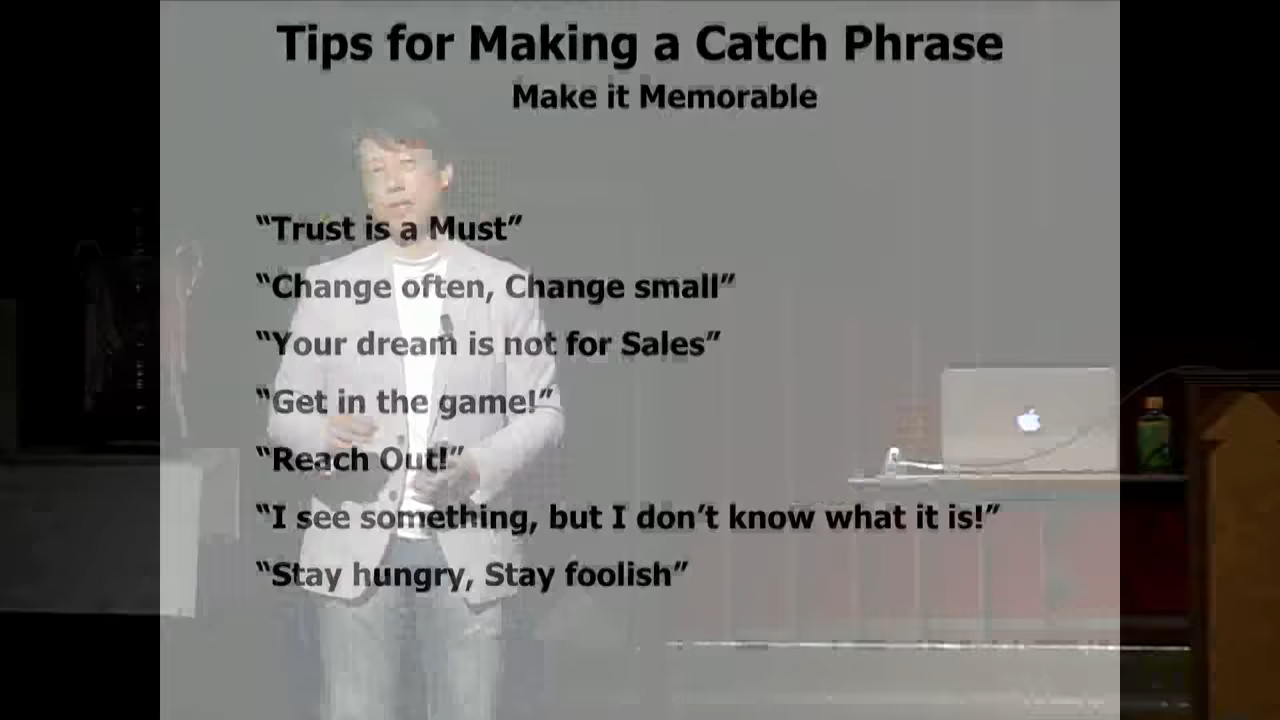 Tips for Making a Catch Phrase
Make it Memorable
“Trust is a Must”
“Change often, Change small”
“Your dream is not for Sales”
“Get in the game!”
“Reach Out!”
“I see something, but I don’t know what it is!”
“Stay hungry, Stay foolish”